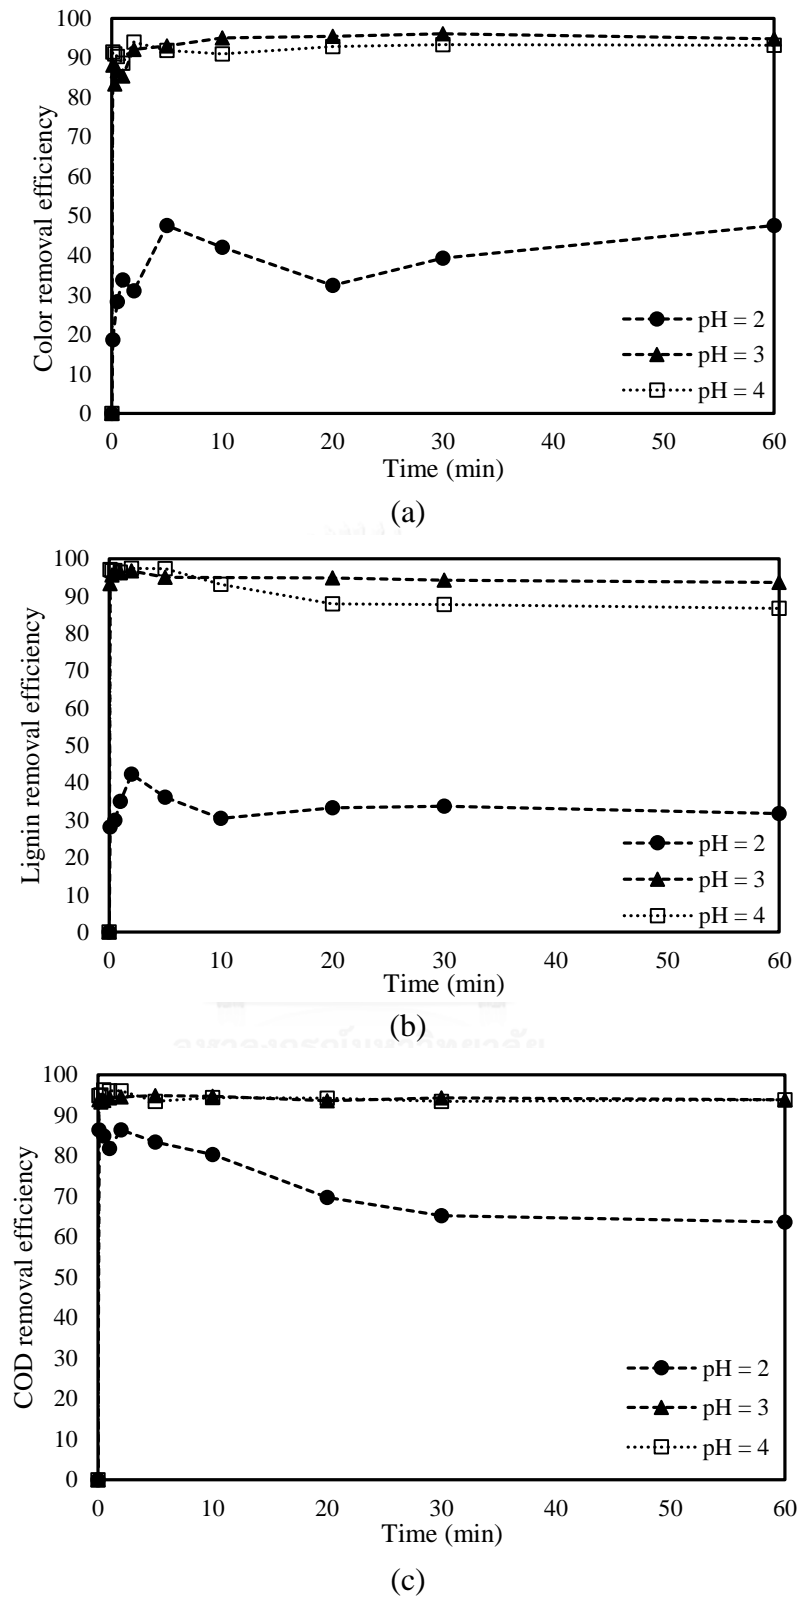 100
90
80
70
60
50
40
30
20
10
0
Color removal efficiency
pH = 2
pH = 3
pH = 4
0 10 20 30 40 50 60
Time (min)
(a)
100
90
80
70
60
50
40
30
20
10
0
Lignin removal efficiency
pH = 2
pH = 3
pH = 4
0 10 20 30 40 50 60
Time (min)
(b)
100
90
80
70
60
50
40
30
20
10
0
COD removal efficiency
pH = 2
pH = 3
pH = 4
0 10 20 30 40 50 60
Time (min)
(c)